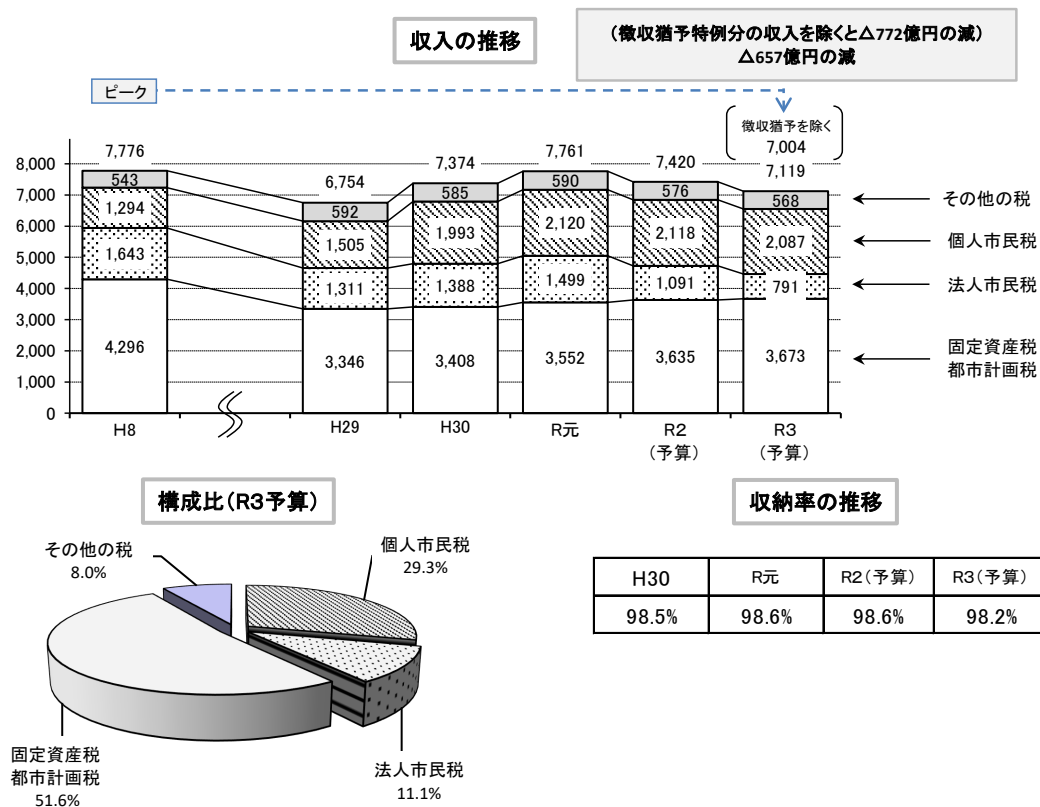 収入の推移
(徴収猶予特例分の収入を除くと△772億円の減)
△657億円の減
ピーク
徴収猶予を除く
7,004
7,776
6,754
7,374
7,761
7,420
7,119
8,000
7,000
6,000
5,000
4,000
3,000
2,000
1,000
0
543
1,294
1,643
4,296
592
1,505
1,311
3,346
585
1,993
1,388
3,408
590
2,120
1,499
3,552
576
2,118
1,091
3,635
568
2,087
791
3,673
その他の税
個人市民税
法人市民税
固定資産税
都市計画税
H8
H29
H30
R元
R2
(予算)
R3
(予算)
構成比(R3予算)
その他の税
8.0%
個人市民税
29.3%
固定資産税
都市計画税
51.6%
法人市民税
11.1%
収納率の推移
H30 R元 R2(予算) R3(予算)
98.5% 98.6% 98.6% 98.2%